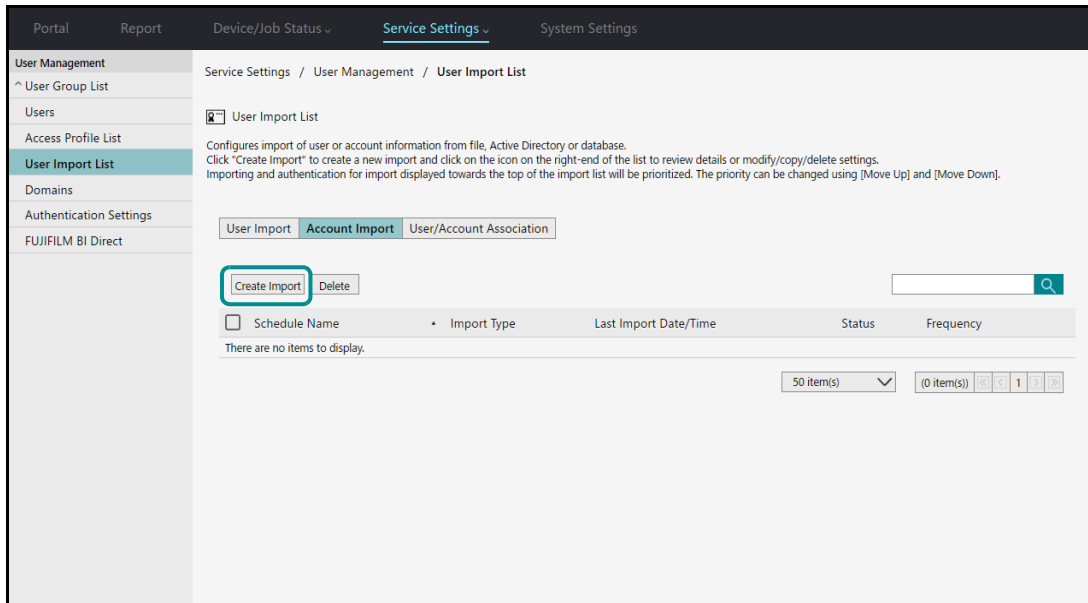 Portal Report Device/Job Status Service Settings System Settings
User Management
User Group List
Users
Access Profile List
User Import List
Domains
Authentication Settings
FUJIFILM BI Direct
Service Settings / User Management / User Import List
User Import List
Configures import of user or account information from file, Active Directory or database.
Click "Create Import" to create a new import and click on the icon on the right-end of the list to review details or modify/copy/delete settings.
Importing and authentication for import displayed towards the top of the import list will be prioritized. The priority can be changed using [Move Up] and [Move Down].
User Import Account Import User/Account Association
Create Import Delete
Schedule Name Import Type Last Import Date/Time Status Frequency
There are no items to display.
50 item(s) (0 item(s)) « < 1 > »